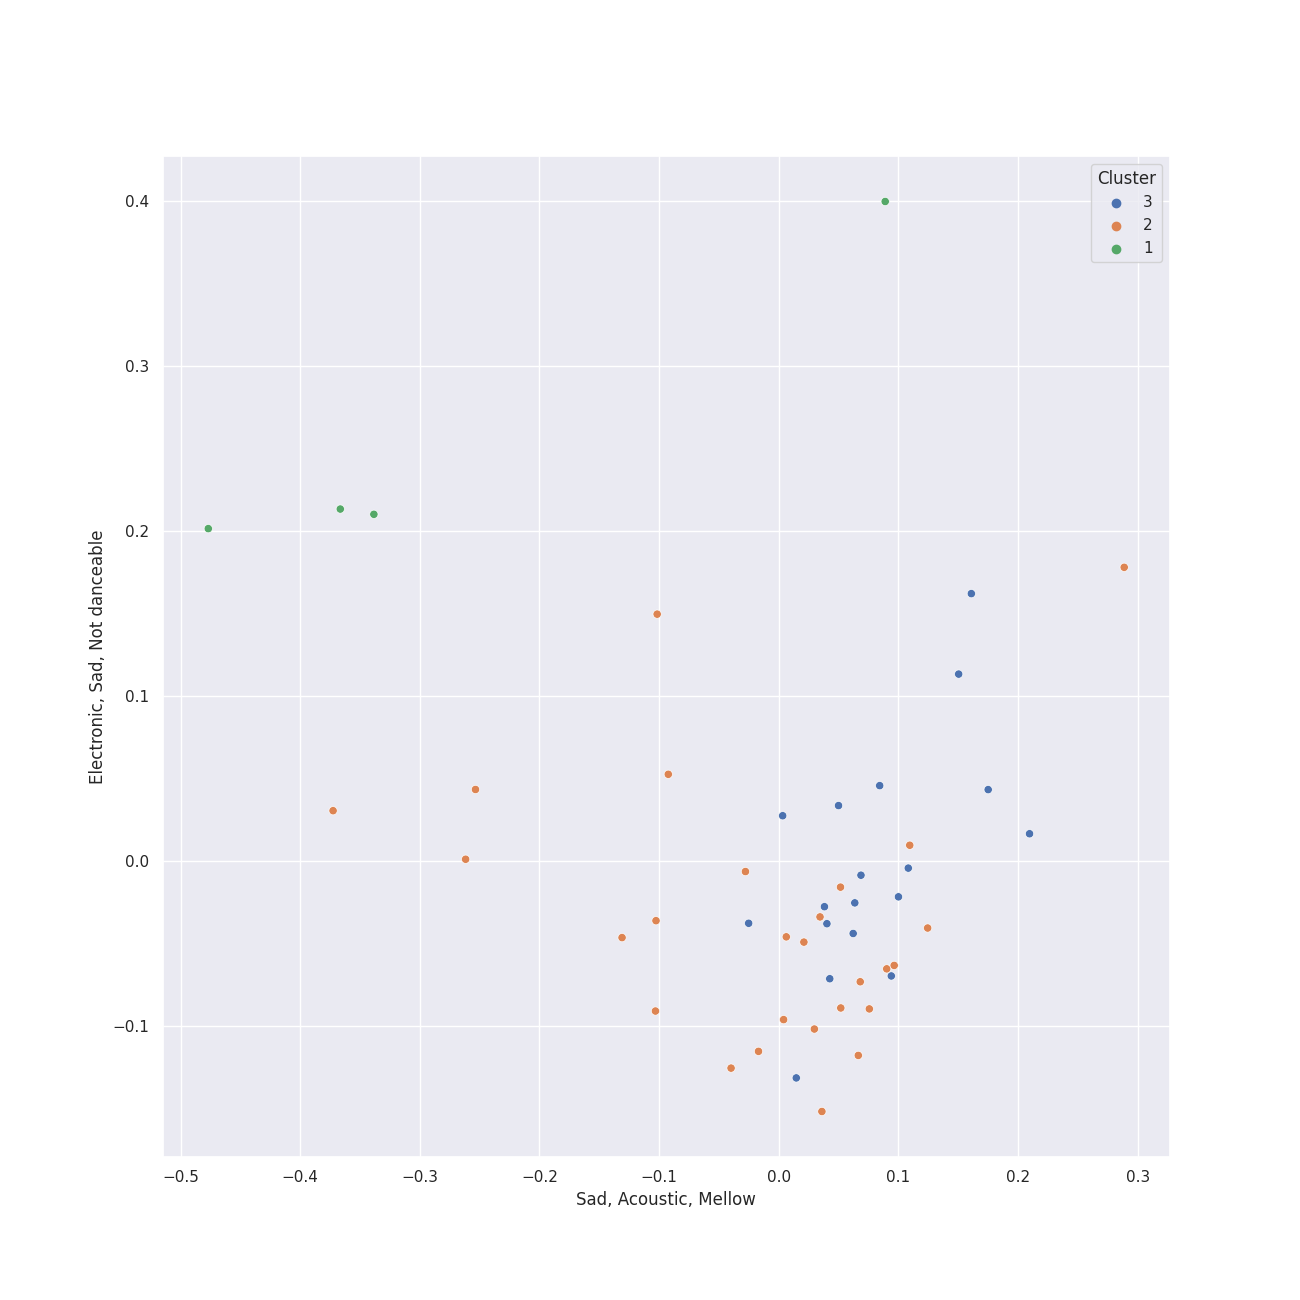 Cluster
3
2
1
0.4
0.3
0.2
0.1
0.0
−0.1
Electronic, Sad, Not danceable
−0.5 −0.4 −0.3 −0.2 −0.1 0.0 0.1 0.2 0.3
Sad, Acoustic, Mellow